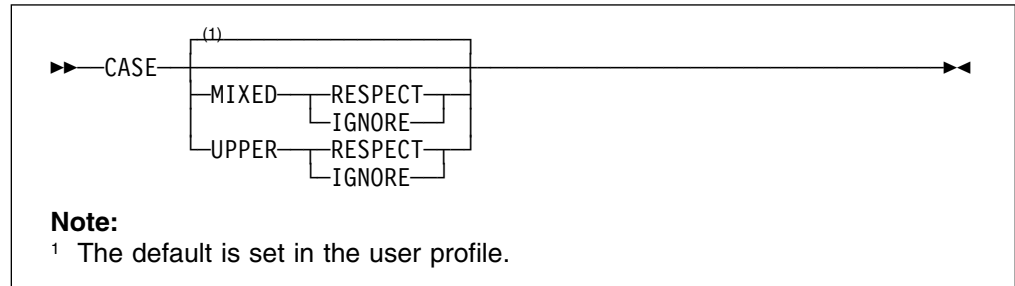 (1)
CASE
MIXED RESPECT
IGNORE
UPPER RESPECT
IGNORE
Note:
1 The default is set in the user profile.